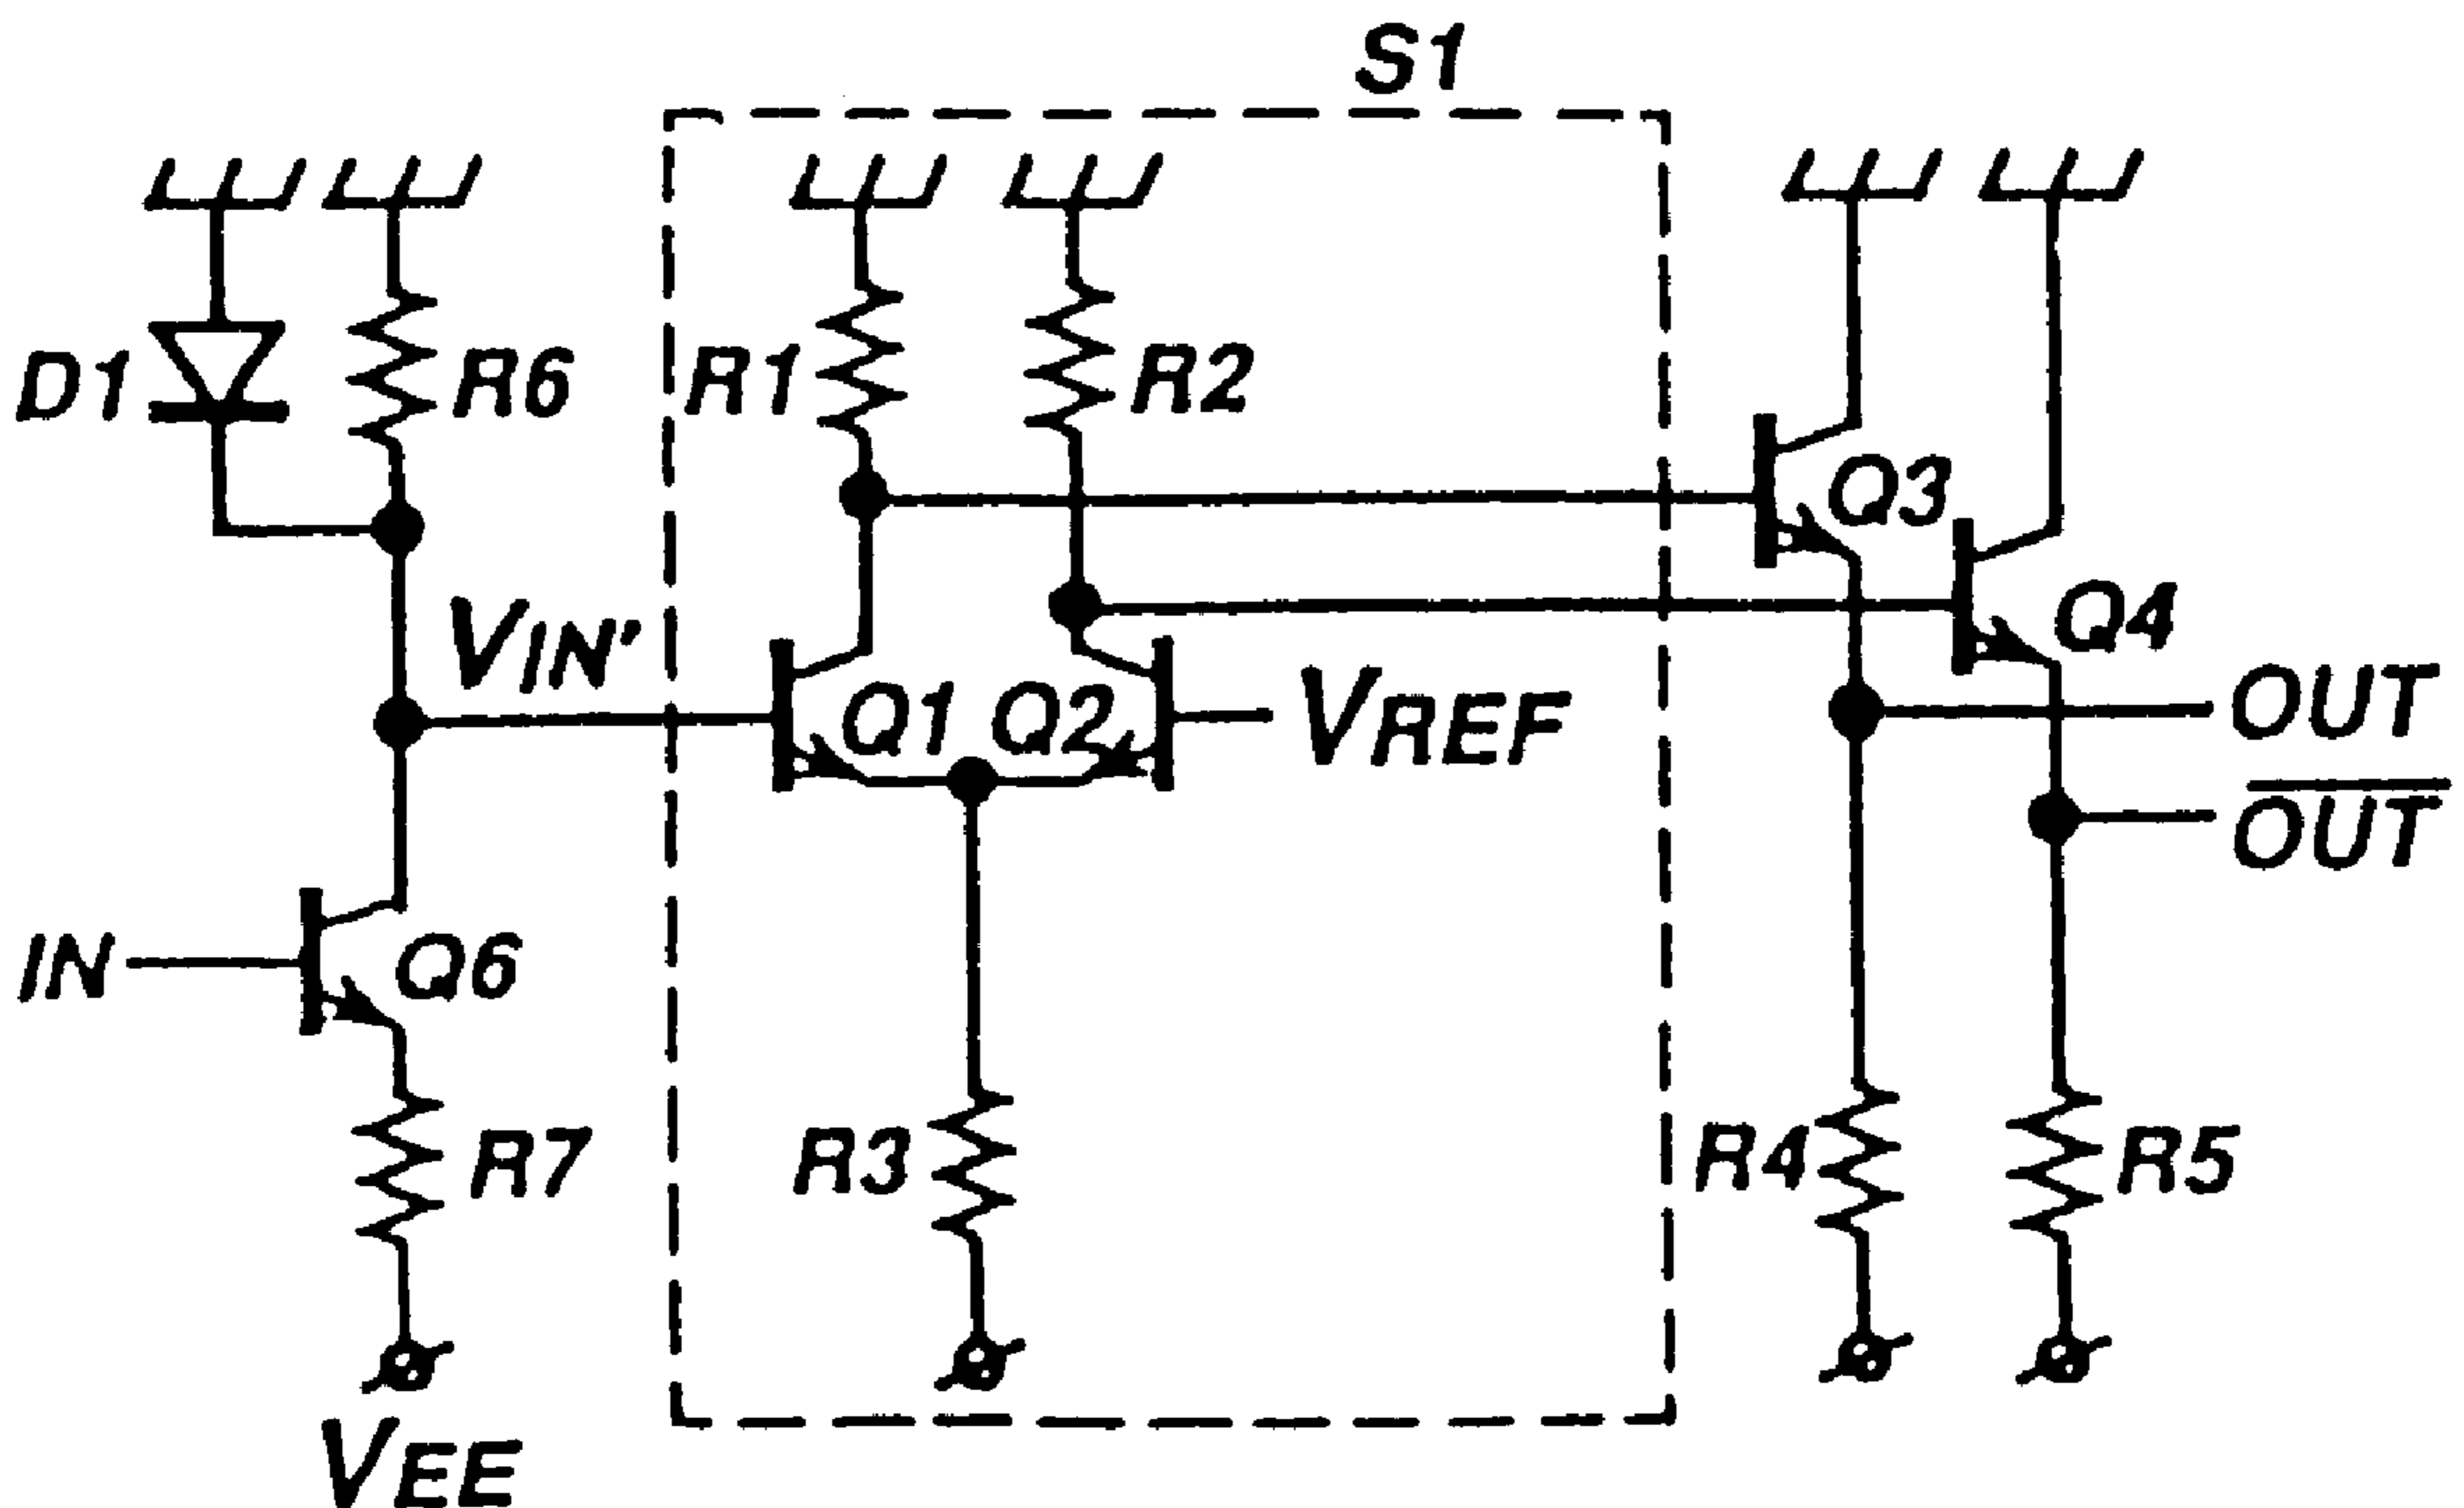 S1
D1
R6
R1
R2
Q3
Q4
VIN'
Q1
Q2
VREF
OUT
OUT
IN
Q6
R7
R3
R4
R5
VEE